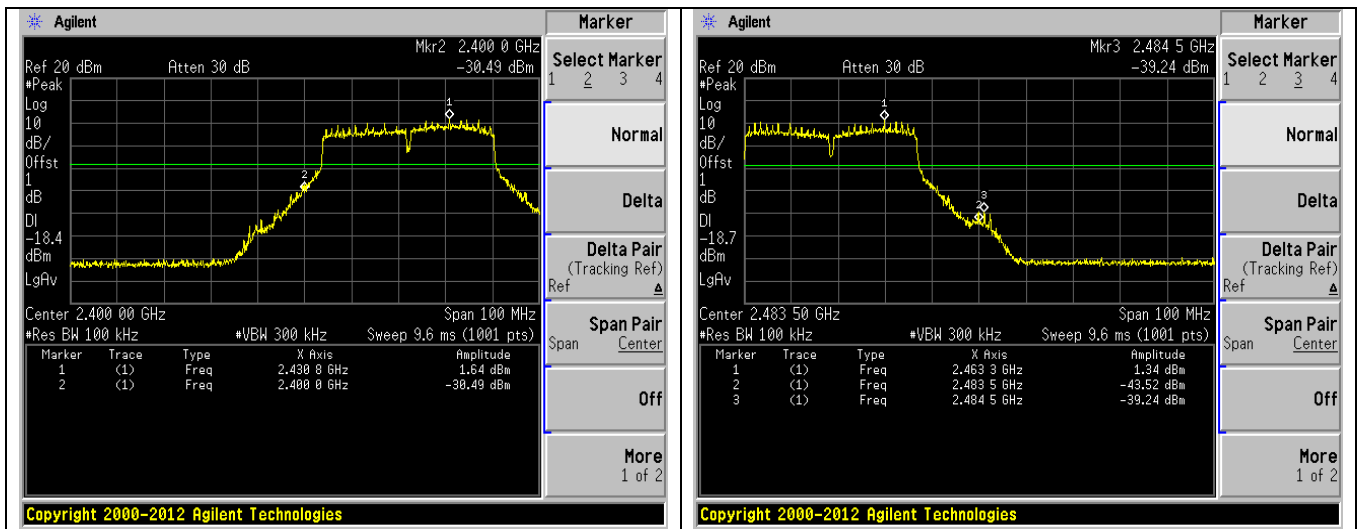 Agilent
Marker
Mkr2 2.400 0 GHz
Ref 20 dBm Atten 30 dB -30.49 dBm
#Peak
Log
10
dB/
Offst
1
dB
DI
-18.4
dBm
LgAv
1
2
Center 2.400 00 GHz Span 100 MHz
#Res BW 100 kHz #VBW 300 kHz Sweep 9.6 ms (1001 pts)
Marker Trace Type X Axis Amplitude
1 (1) Freq 2.430 8 GHz 1.64 dBm
2 (1) Freq 2.400 0 GHz -30.49 dBm
Select Marker
1 2 3 4
Normal
Delta
Delta Pair
(Tracking Ref)
Ref Δ
Span Pair
Span Center
Off
More
1 of 2
Copyright 2000-2012 Agilent Technologies
Agilent
Marker
Mkr3 2.484 5 GHz
Ref 20 dBm Atten 30 dB -39.24 dBm
#Peak
Log
10
dB/
Offst
1
dB
DI
-18.7
dBm
LgAv
1
3
2
Center 2.483 50 GHz Span 100 MHz
#Res BW 100 kHz #VBW 300 kHz Sweep 9.6 ms (1001 pts)
Marker Trace Type X Axis Amplitude
1 (1) Freq 2.463 3 GHz 1.34 dBm
2 (1) Freq 2.483 5 GHz -43.52 dBm
3 (1) Freq 2.484 5 GHz -39.24 dBm
Select Marker
1 2 3 4
Normal
Delta
Delta Pair
(Tracking Ref)
Ref Δ
Span Pair
Span Center
Off
More
1 of 2
Copyright 2000-2012 Agilent Technologies